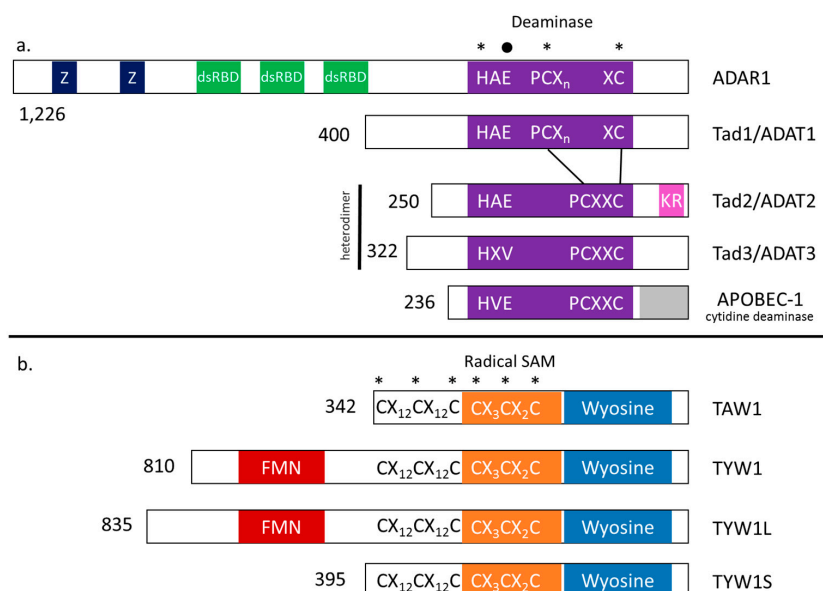 Deaminase
a.
* ● * *
Z Z dsRBD dsRBD dsRBD HAE PCXₙ XC ADAR1
1,226
400 HAE PCXₙ XC Tad1/ADAT1
heterodimer
250 HAE PCXXC KR Tad2/ADAT2
322 HXV PCXXC Tad3/ADAT3
236 HVE PCXXC APOBEC-1
cytidine deaminase
b.
Radical SAM
* * * * * *
342 CX₁₂CX₁₂C CX₃CX₂C Wyosine TAW1
810 FMN CX₁₂CX₁₂C CX₃CX₂C Wyosine TYW1
835 FMN CX₁₂CX₁₂C CX₃CX₂C Wyosine TYW1L
395 CX₁₂CX₁₂C CX₃CX₂C Wyosine TYW1S